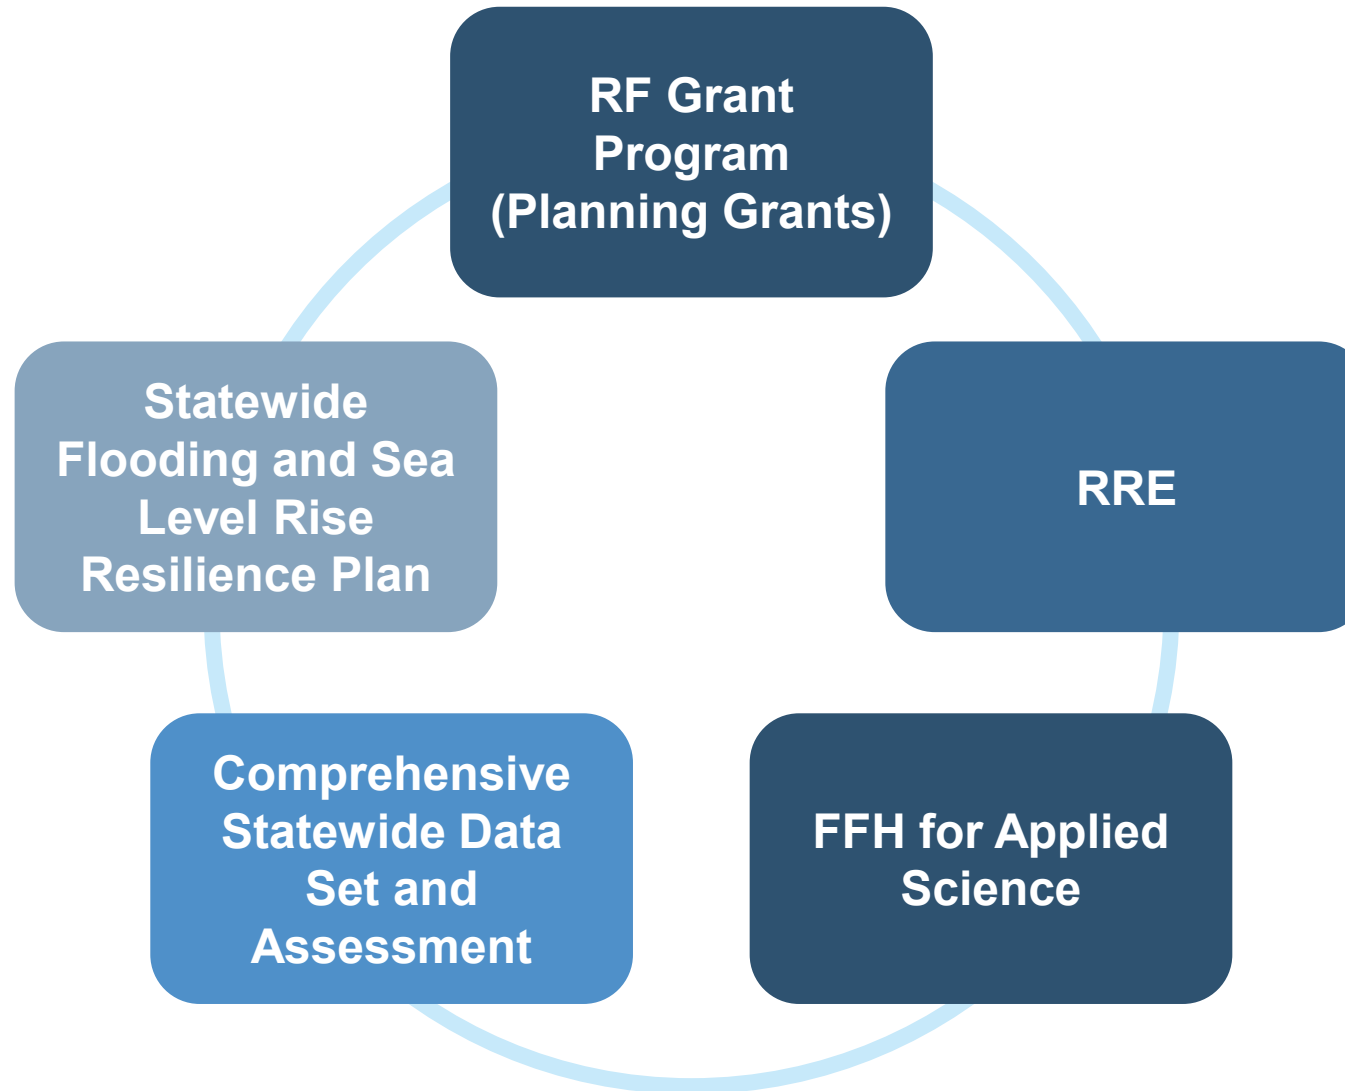 RF Grant
Program
(Planning Grants)
Statewide
Flooding and Sea
Level Rise
Resilience Plan
RRE
Comprehensive
Statewide Data
Set and
Assessment
FFH for Applied
Science